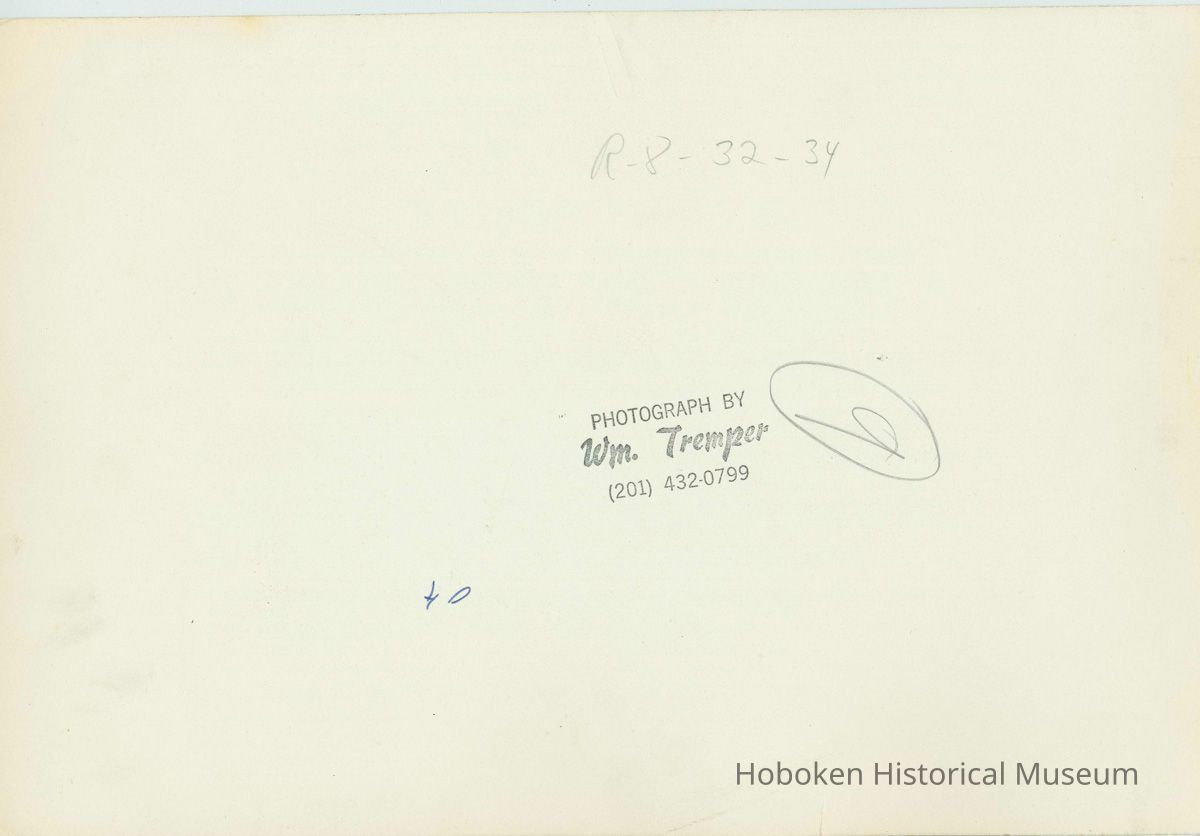 R-8-32-34
PHOTOGRAPH BY
Wm. Tremper
(201) 432-0799
40
Hoboken Historical Museum